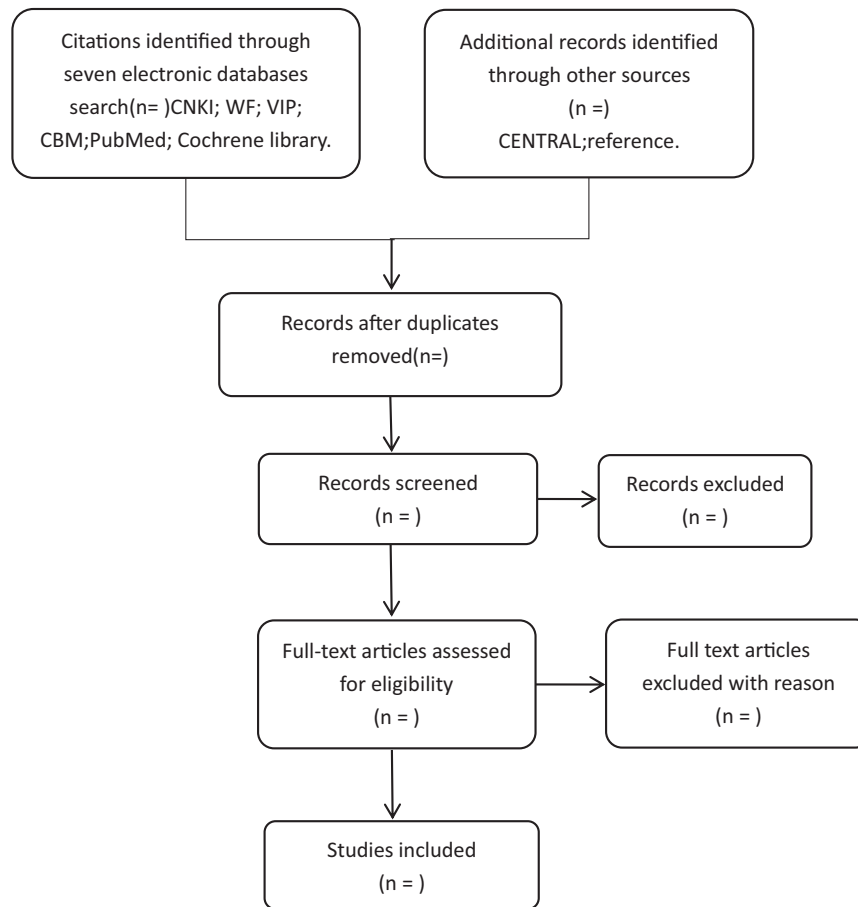 Citations identified through
seven electronic databases
search(n= )CNKI; WF; VIP;
CBM;PubMed; Cochrene library.
Additional records identified
through other sources
(n =)
CENTRAL;reference.
Records after duplicates
removed(n=)
Records screened
(n = )
Records excluded
(n = )
Full-text articles assessed
for eligibility
(n = )
Full text articles
excluded with reason
(n = )
Studies included
(n = )